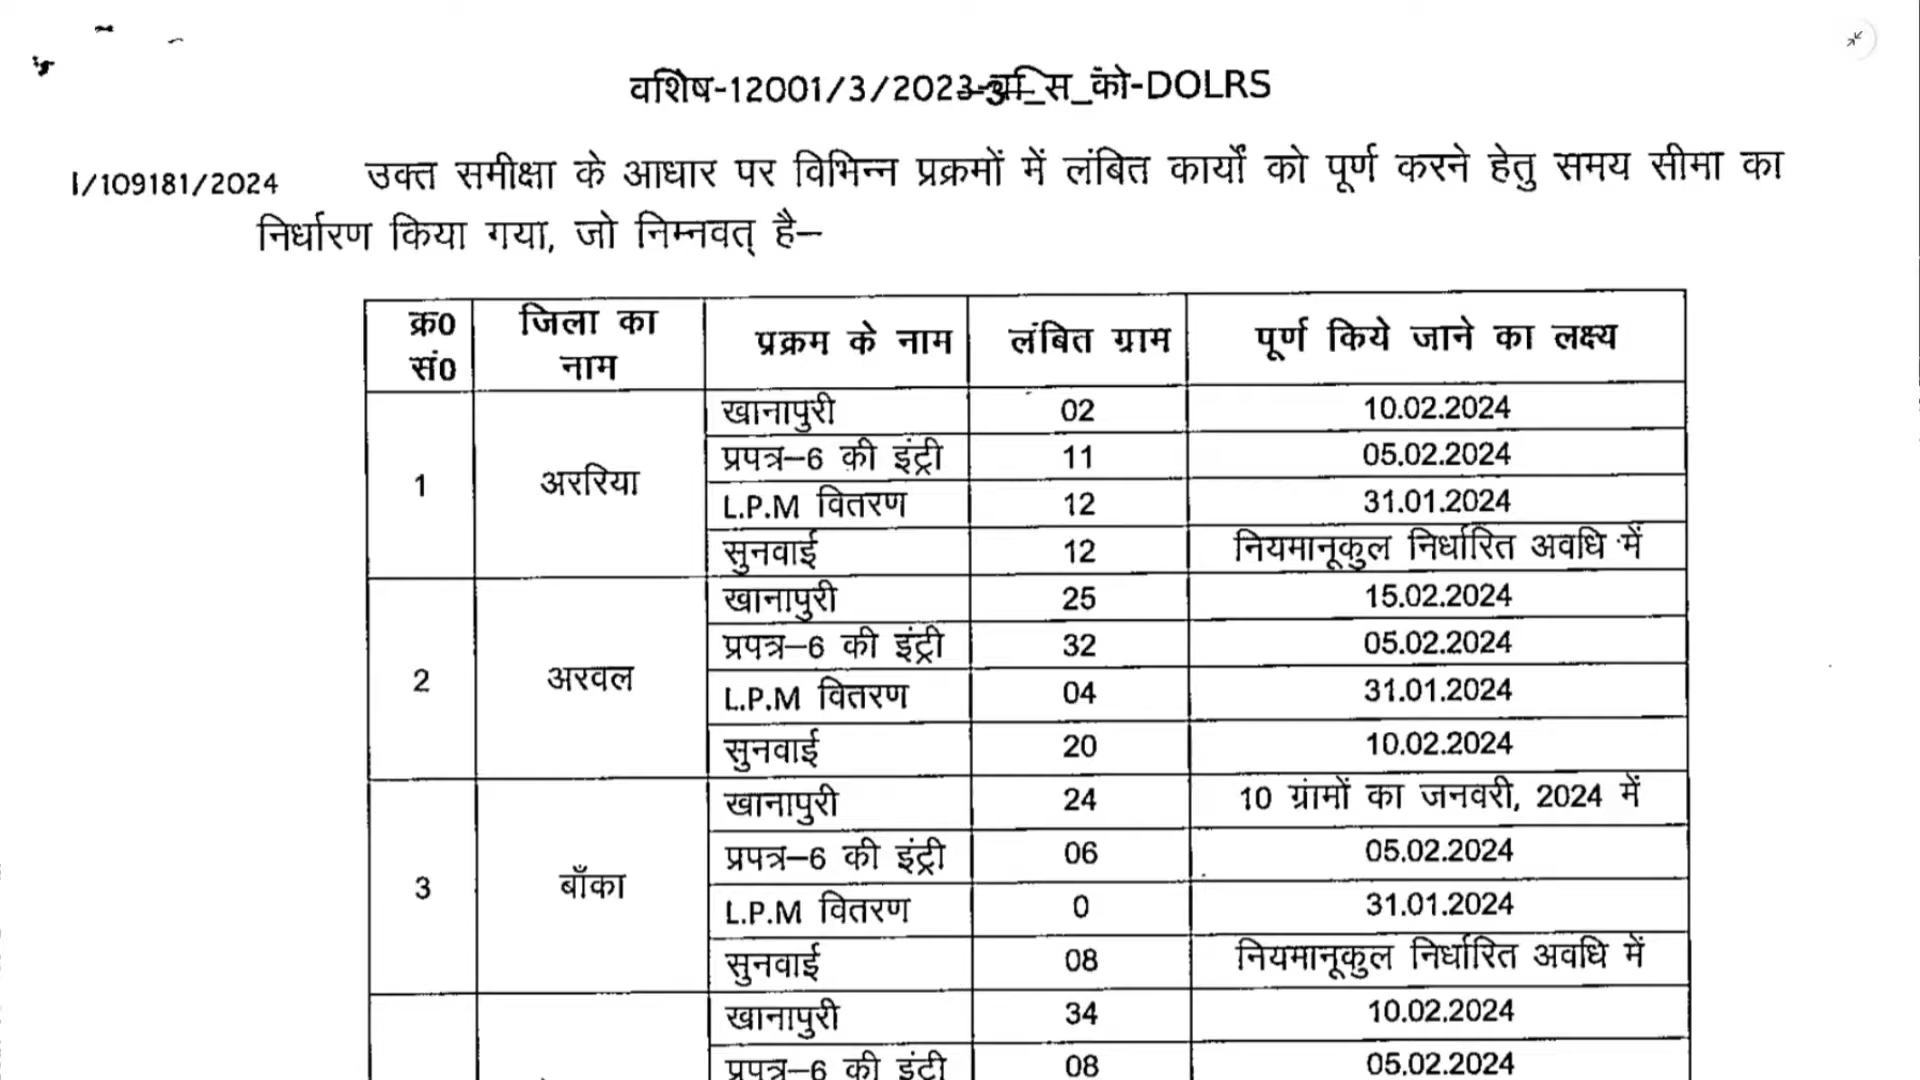 वशिेष-12001/3/2023-स_को-DOLRS
I/109181/2024 उक्त समीक्षा के आधार पर विभिन्न प्रक्रमों में लंबित कार्यों को पूर्ण करने हेतु समय सीमा का
निर्धारण किया गया, जो निम्नवत् है–
क्र0 सं0 जिला का नाम प्रक्रम के नाम लंबित ग्राम पूर्ण किये जाने का लक्ष्य
1 अररिया खानापुरी 02 10.02.2024
प्रपत्र–6 की इंट्री 11 05.02.2024
L.P.M वितरण 12 31.01.2024
सुनवाई 12 नियमानूकुल निर्धारित अवधि में
2 अरवल खानापुरी 25 15.02.2024
प्रपत्र–6 की इंट्री 32 05.02.2024
L.P.M वितरण 04 31.01.2024
सुनवाई 20 10.02.2024
3 बाँका खानापुरी 24 10 ग्रामों का जनवरी, 2024 में
प्रपत्र–6 की इंट्री 06 05.02.2024
L.P.M वितरण 0 31.01.2024
सुनवाई 08 नियमानूकुल निर्धारित अवधि में
खानापुरी 34 10.02.2024
प्रपत्र–6 की इंट्री 08 05.02.2024